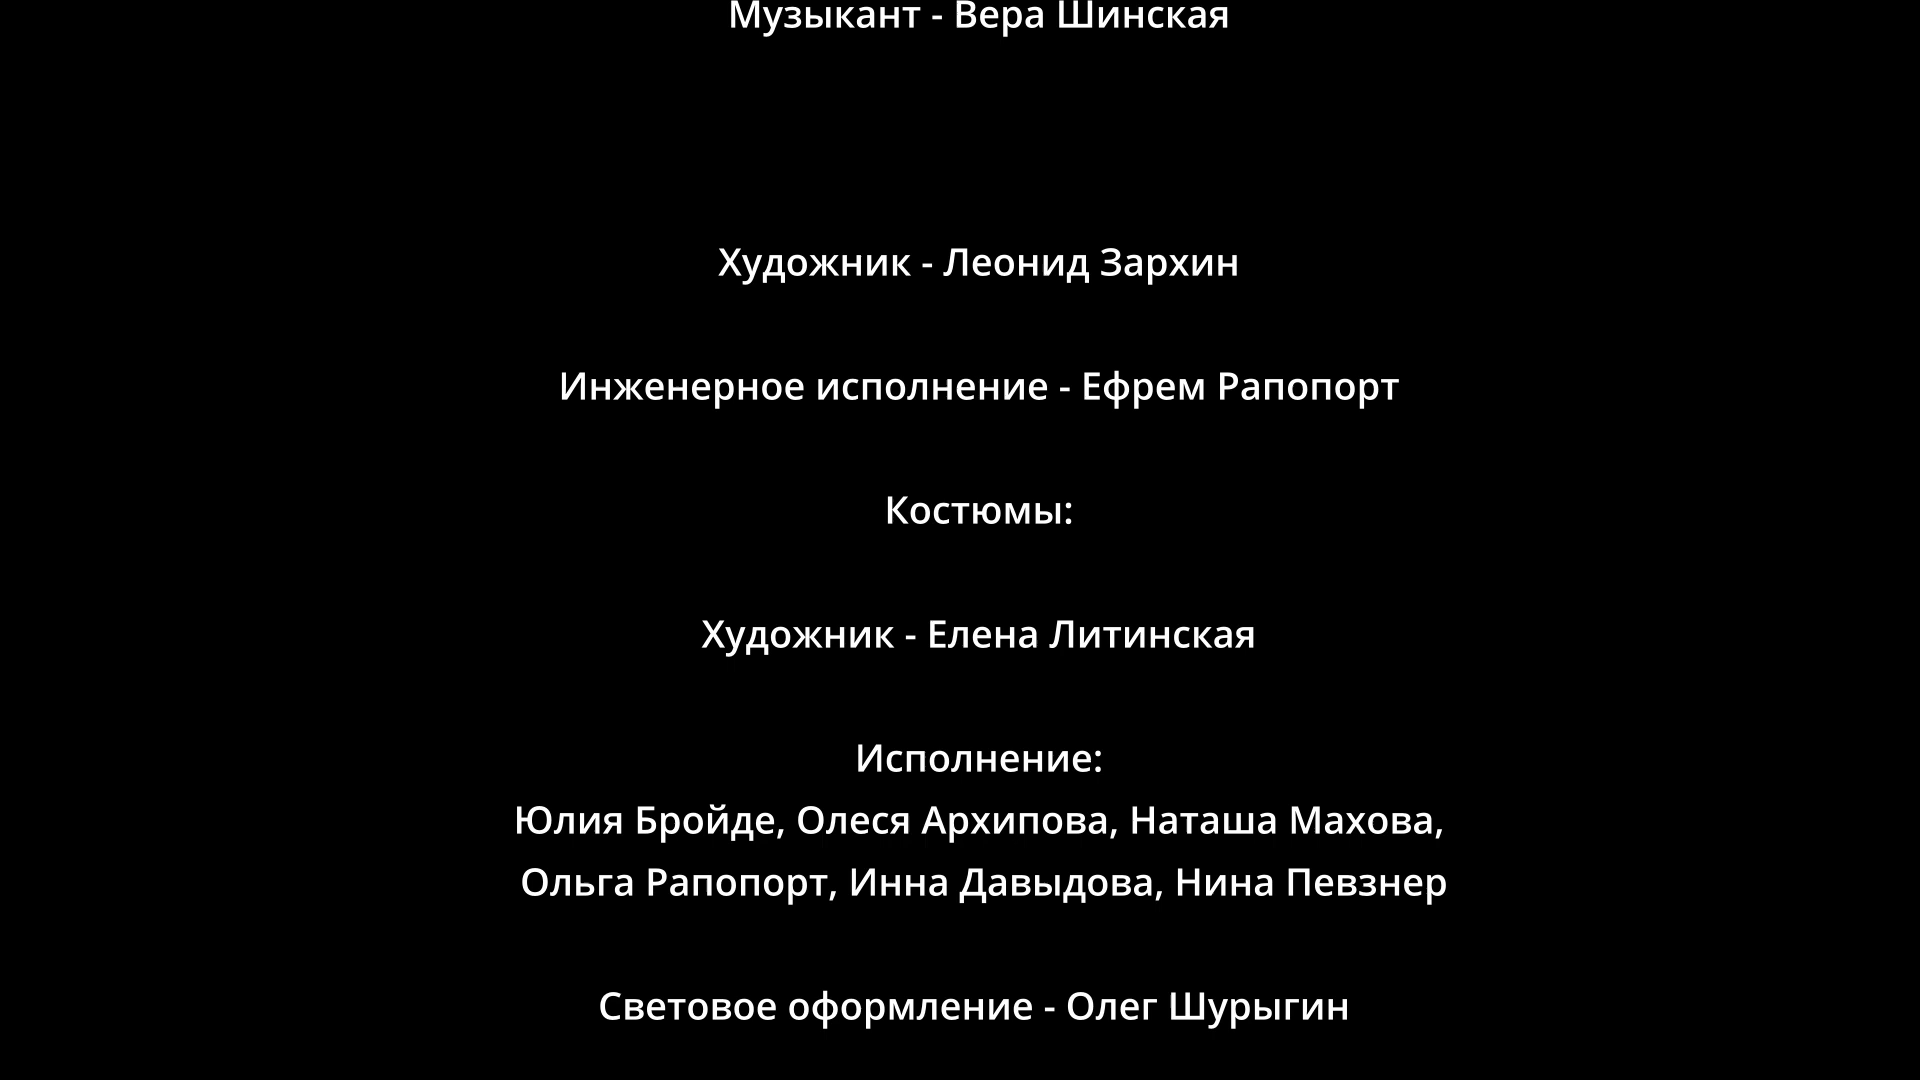 Музыкант - Вера Шинская
Художник - Леонид Зархин
Инженерное исполнение - Ефрем Рапопорт
Костюмы:
Художник - Елена Литинская
Исполнение:
Юлия Бройде, Олеся Архипова, Наташа Махова,
Ольга Рапопорт, Инна Давыдова, Нина Певзнер
Световое оформление - Олег Шурыгин